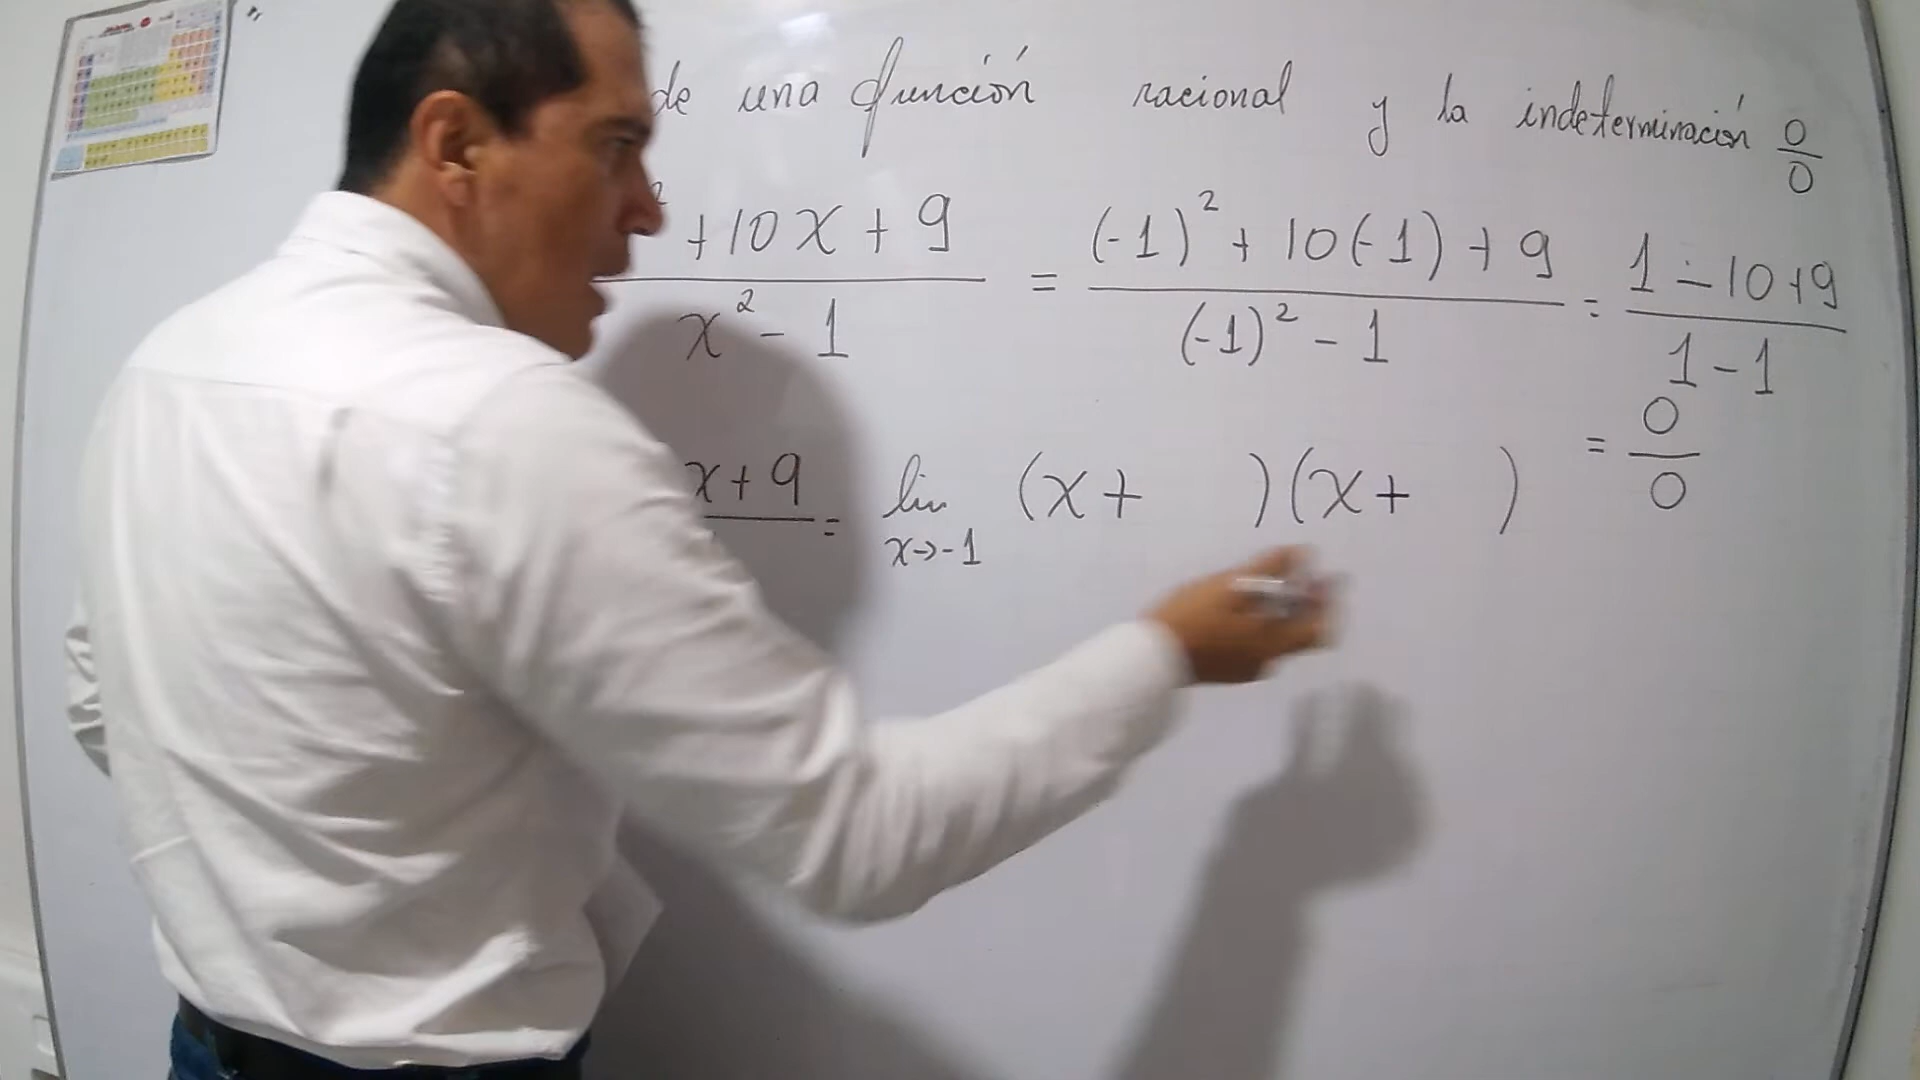 de una función racional y la indeterminación 0/0
² + 10x + 9 / x² - 1 = (-1)² + 10(-1) + 9 / (-1)² - 1 = 1 - 10 + 9 / 1 - 1
= 0/0
x + 9 = lim x→-1 (x + )(x + )